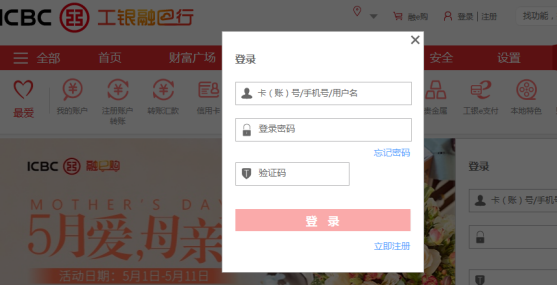 ICBC 工银融e行
融e购 登录 | 注册 找功能,
全部 首页 财富广场 安全 设置
最爱 我的账户 注册账户转账 转账汇款 信用卡 贵金属 工银e支付 本地特色
登录
卡（账）号/手机号/用户名
登录密码
忘记密码
验证码
登 录
立即注册
ICBC 融e购
MOTHER'S DA
5月爱,母亲
活动日期：5月1日-5月11日
登录
卡（账）号/手机号